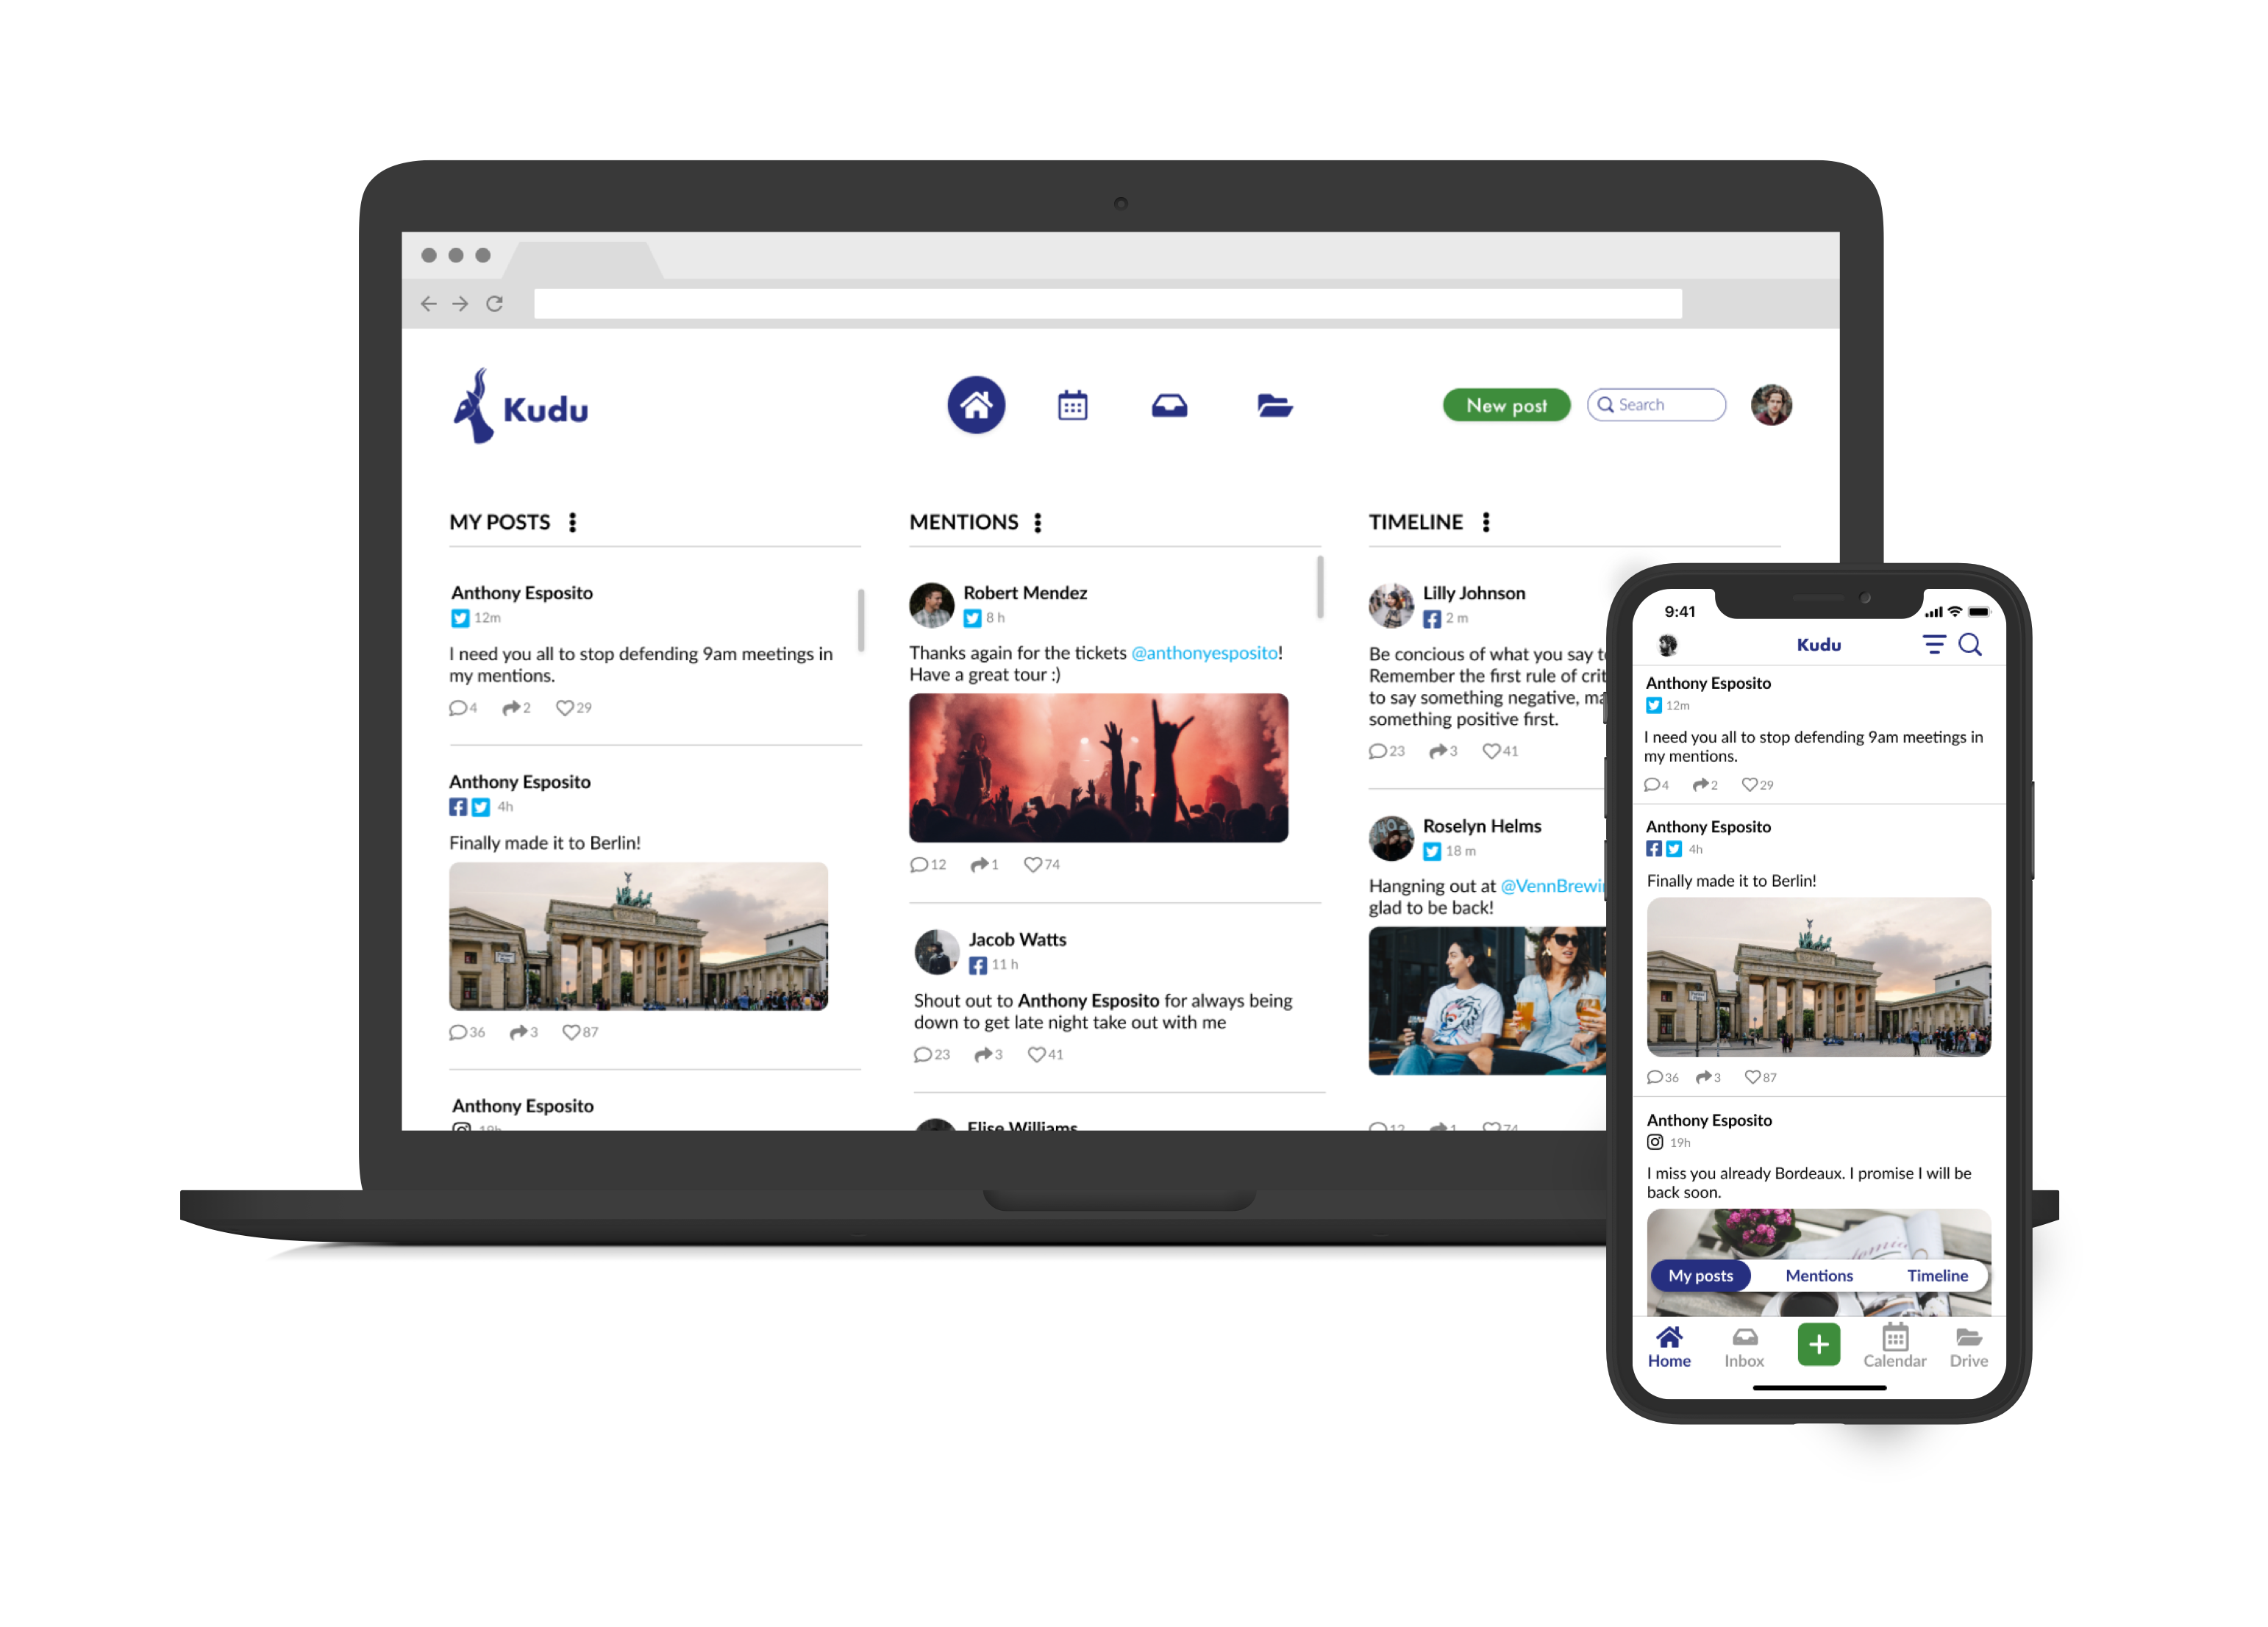 Kudu
New post
Search
MY POSTS
Anthony Esposito
12m
I need you all to stop defending 9am meetings in
my mentions.
4 2 29
Anthony Esposito
4h
Finally made it to Berlin!
36 3 87
Anthony Esposito
19h
MENTIONS
Robert Mendez
8 h
Thanks again for the tickets @anthonyesposito!
Have a great tour :)
12 1 74
Jacob Watts
11 h
Shout out to Anthony Esposito for always being
down to get late night take out with me
23 3 41
Elise Williams
TIMELINE
Lilly Johnson
2 m
Be concious of what you say
Remember the first rule of
to say something negative,
something positive first.
23 3 41
Roselyn Helms
18 m
Hangning out at
glad to be back!
12 1 74
9:41
Kudu
Anthony Esposito
12m
I need you all to stop defending 9am meetings in
my mentions.
4 2 29
Anthony Esposito
4h
Finally made it to Berlin!
36 3 87
Anthony Esposito
19h
I miss you already Bordeaux. I promise I will be
back soon.
My posts Mentions Timeline
Home Inbox Calendar Drive